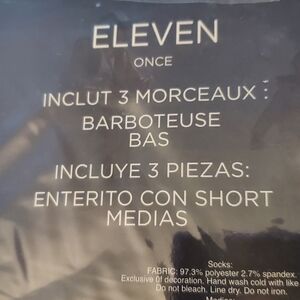 ELEVEN
ONCE
INCLUT 3 MORCEAUX :
BARBOTEUSE
BAS
INCLUYE 3 PIEZAS:
ENTERITO CON SHORT
MEDIAS
Socks:
FABRIC: 97.3% polyester 2.7% spandex.
Exclusive 0f decoration. Hand wash cold with like
Do not bleach. Line dry. Do not iron.